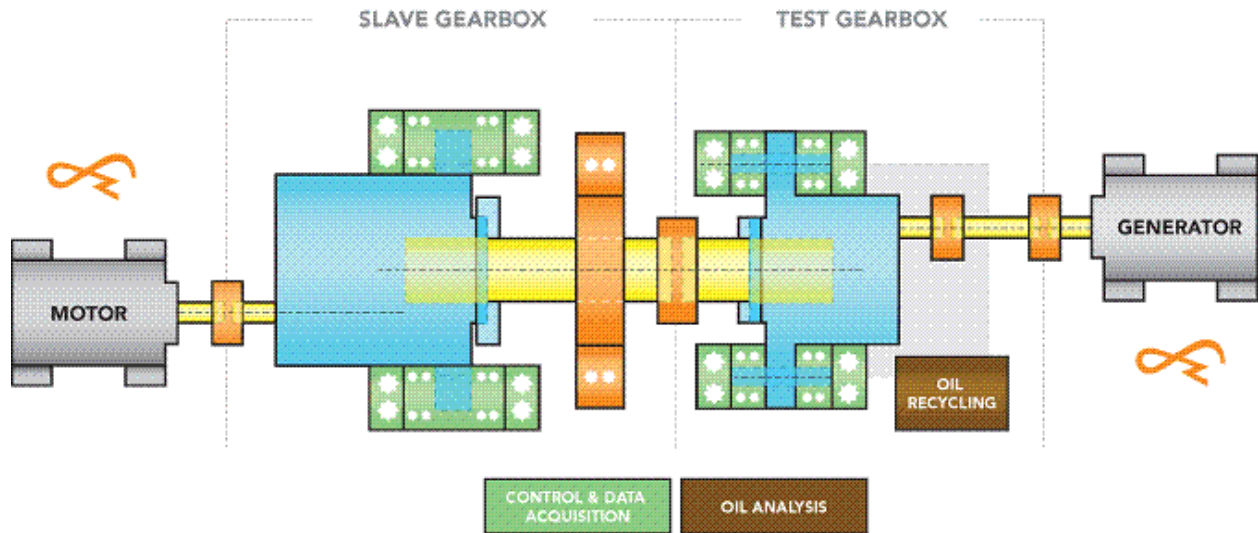 SLAVE GEARBOX
TEST GEARBOX
GENERATOR
MOTOR
OIL
RECYCLING
CONTROL & DATA
ACQUISITION
OIL ANALYSIS